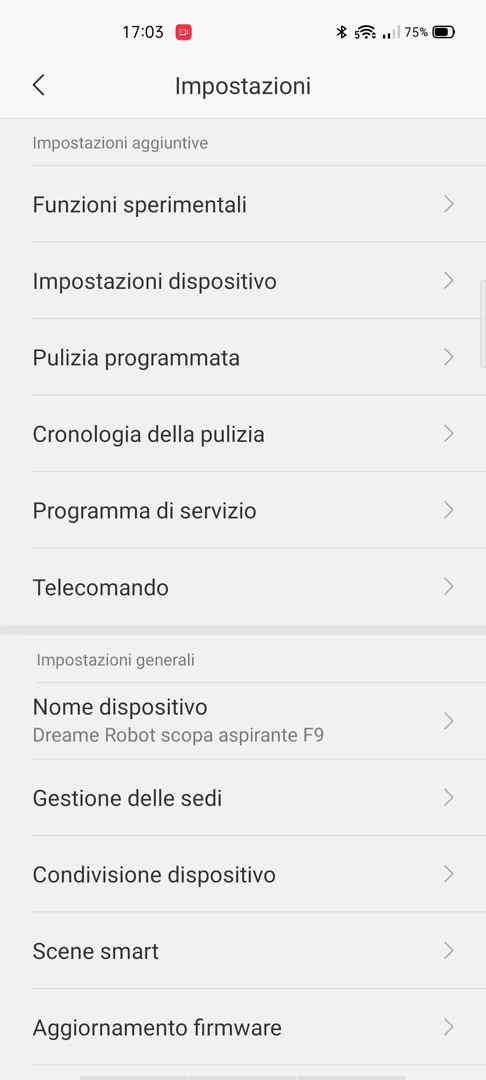 17:03
75%
Impostazioni
Impostazioni aggiuntive
Funzioni sperimentali
Impostazioni dispositivo
Pulizia programmata
Cronologia della pulizia
Programma di servizio
Telecomando
Impostazioni generali
Nome dispositivo
Dreame Robot scopa aspirante F9
Gestione delle sedi
Condivisione dispositivo
Scene smart
Aggiornamento firmware